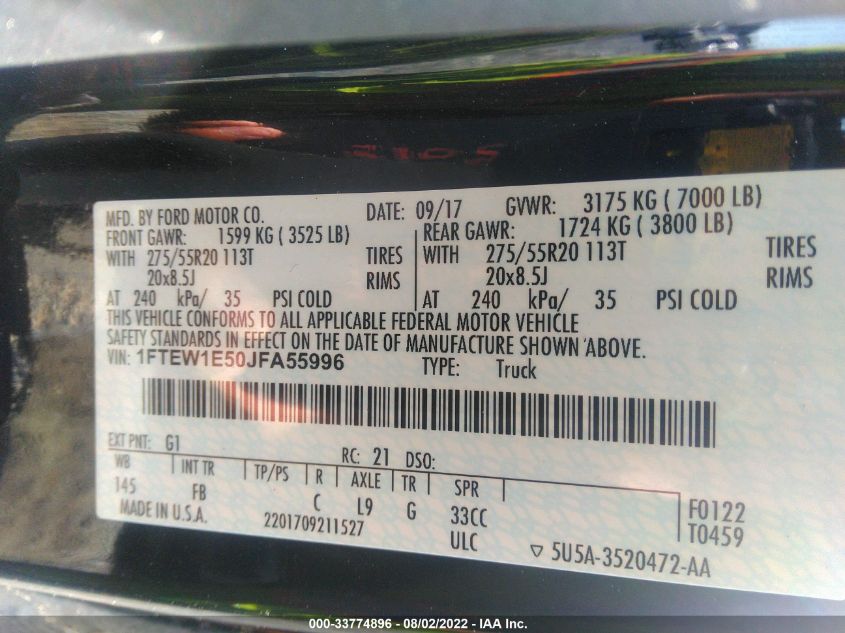 MFD. BY FORD MOTOR CO. DATE: 09/17 GVWR: 3175 KG ( 7000 LB)
FRONT GAWR: 1599 KG ( 3525 LB) REAR GAWR: 1724 KG ( 3800 LB)
WITH 275/55R20 113T TIRES WITH 275/55R20 113T TIRES
20x8.5J RIMS 20x8.5J RIMS
AT 240 kPa/ 35 PSI COLD AT 240 kPa/ 35 PSI COLD
THIS VEHICLE CONFORMS TO ALL APPLICABLE FEDERAL MOTOR VEHICLE
SAFETY STANDARDS IN EFFECT ON THE DATE OF MANUFACTURE SHOWN ABOVE.
VIN: 1FTEW1E50JFA55996 TYPE: Truck
EXT PNT: G1 RC: 21 DSO:
WB INT TR TP/PS R AXLE TR SPR
145 FB C L9 G 33CC F0122
MADE IN U.S.A. 2201709211527 ULC T0459
▽ 5U5A-3520472-AA
000-33774896 - 08/02/2022 - IAA Inc.